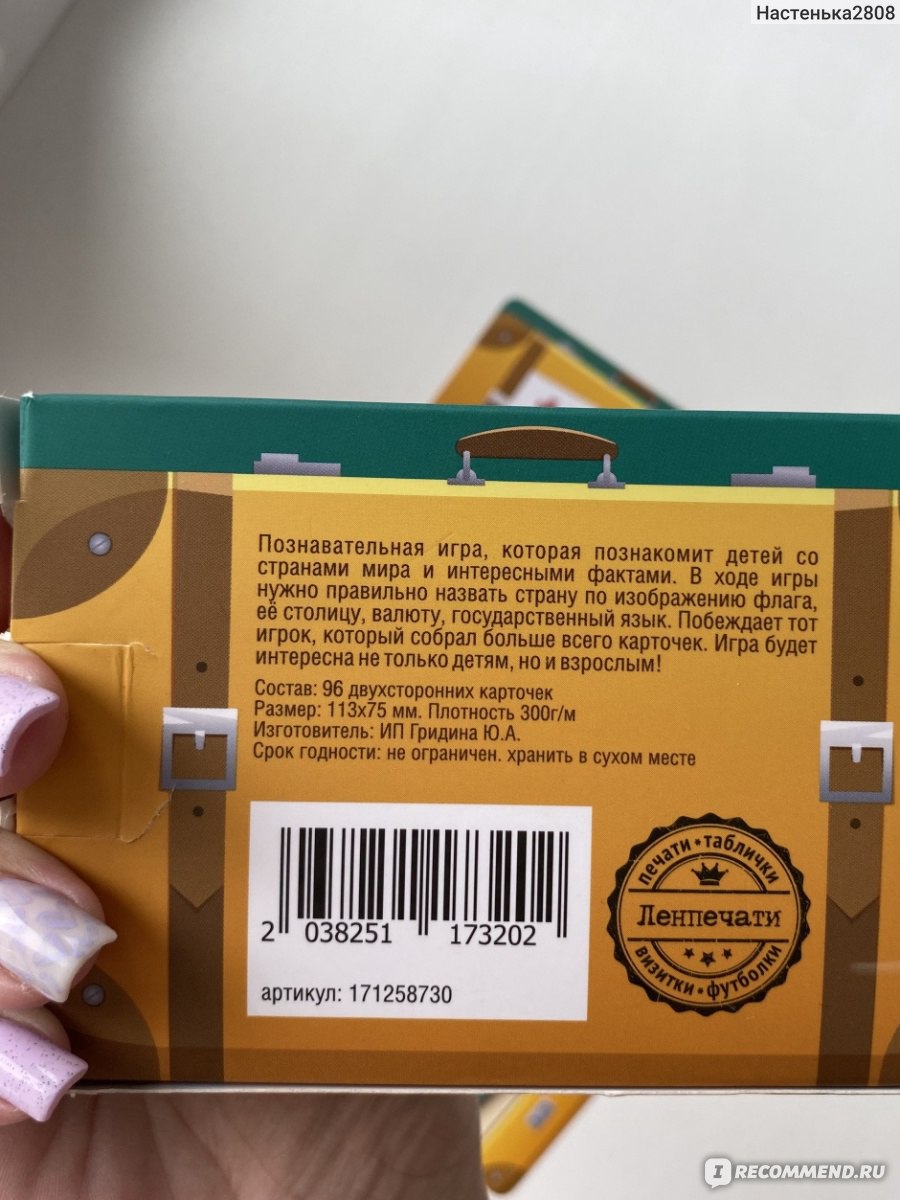 Настенька2808
Познавательная игра, которая познакомит детей со
странами мира и интересными фактами. В ходе игры
нужно правильно назвать страну по изображению флага,
её столицу, валюту, государственный язык. Побеждает тот
игрок, который собрал больше всего карточек. Игра будет
интересна не только детям, но и взрослым!
Состав: 96 двухсторонних карточек
Размер: 113х75 мм. Плотность 300г/м
Изготовитель: ИП Гридина Ю.А.
Срок годности: не ограничен. хранить в сухом месте
2 038251 173202
артикул: 171258730
печати • таблички
Ленпечати
визитки • футболки
IRECOMMEND.RU